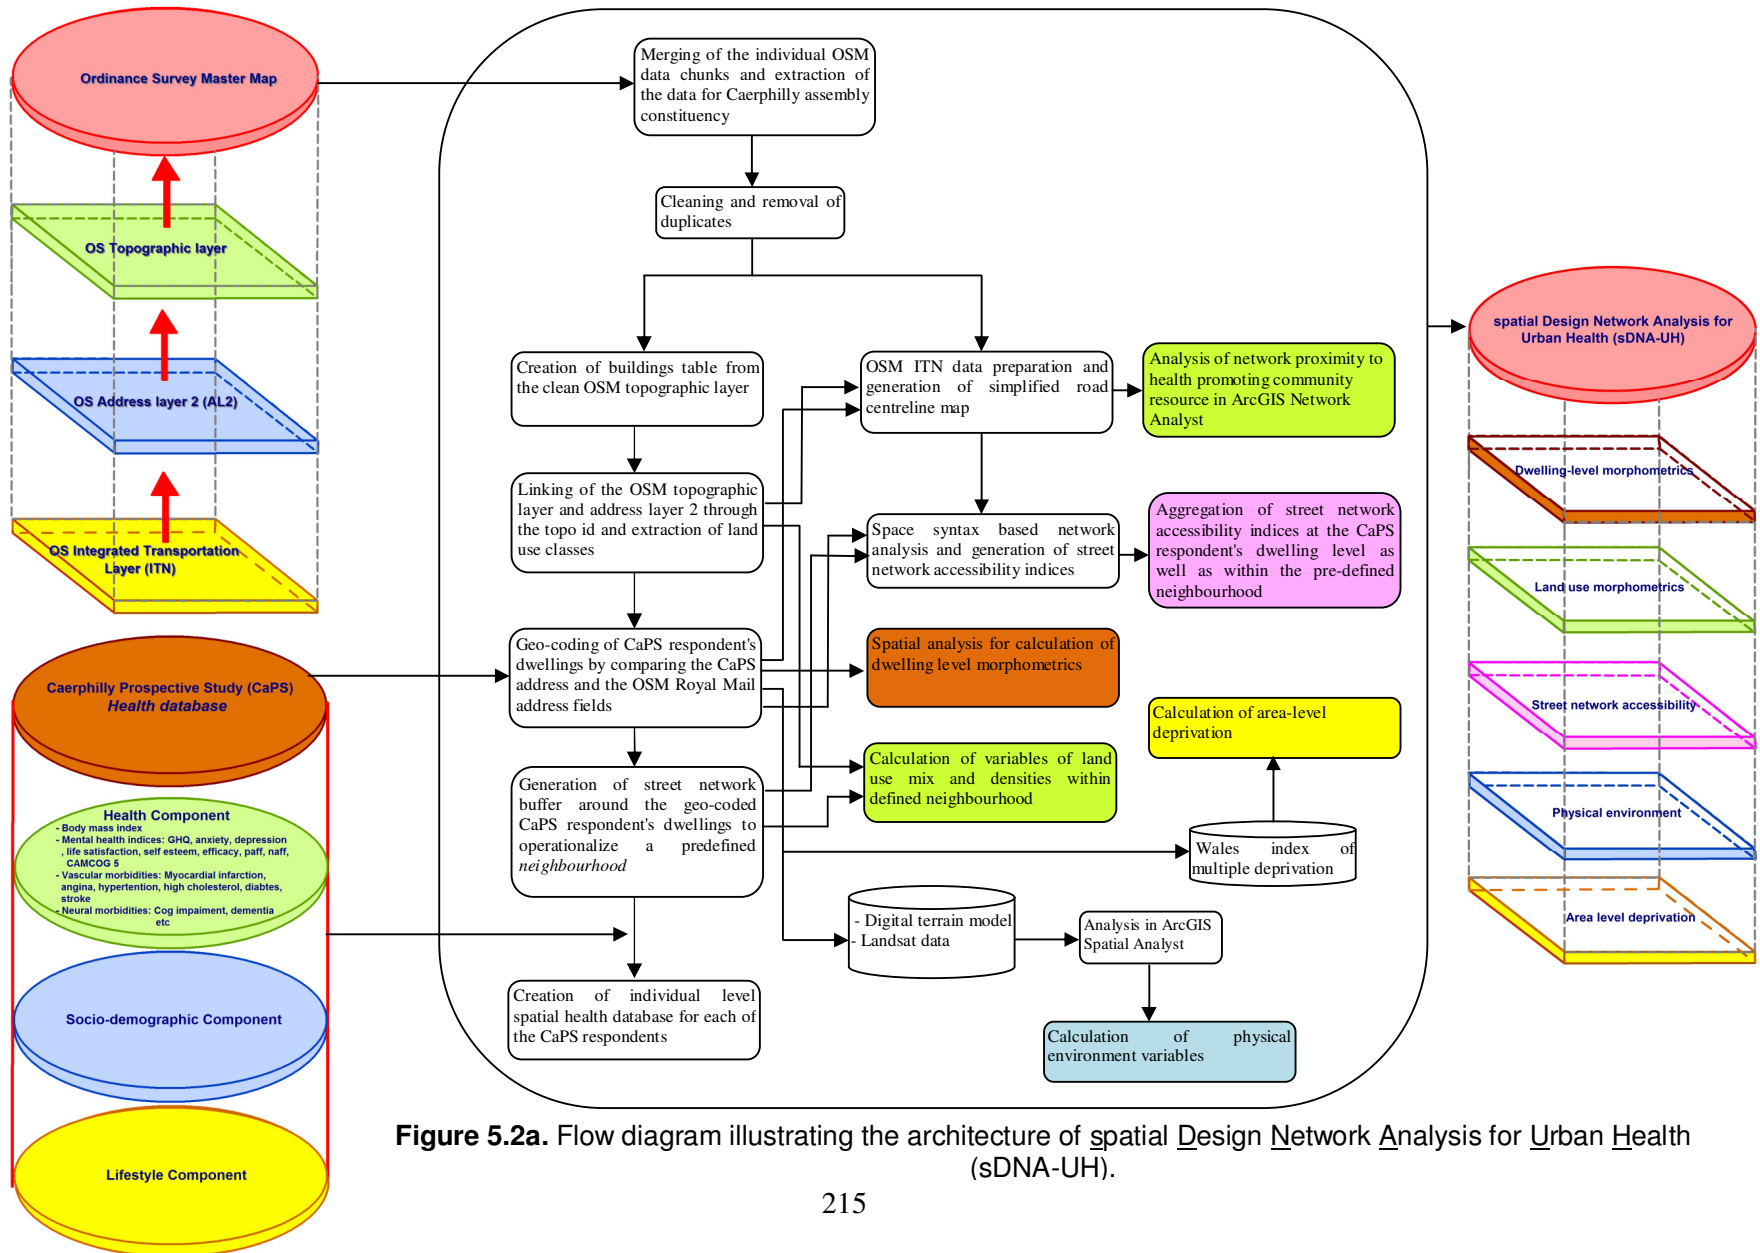 Ordinance Survey Master Map
OS Topographic layer
OS Address layer 2 (AL2)
OS Integrated Transportation
Layer (ITN)
Caerphilly Prospective Study (CaPS)
Health database
Health Component
- Body mass index
- Mental health indices: GHQ, anxiety, depression
, life satisfaction, self esteem, efficacy, paff, naff,
CAMCOG 5
- Vascular morbidities: Myocardial infarction,
angina, hypertention, high cholesterol, diabtes,
stroke
- Neural morbidities: Cog impaiment, dementia
etc
Socio-demographic Component
Lifestyle Component
Merging of the individual OSM
data chunks and extraction of
the data for Caerphilly assembly
constituency
Cleaning and removal of
duplicates
Creation of buildings table from
the clean OSM topographic layer
Linking of the OSM topographic
layer and address layer 2 through
the topo id and extraction of land
use classes
Geo-coding of CaPS respondent's
dwellings by comparing the CaPS
address and the OSM Royal Mail
address fields
Generation of street network
buffer around the geo-coded
CaPS respondent's dwellings to
operationalize a predefined
neighbourhood
Creation of individual level
spatial health database for each of
the CaPS respondents
OSM ITN data preparation and
generation of simplified road
centreline map
Space syntax based network
analysis and generation of street
network accessibility indices
Spatial analysis for calculation of
dwelling level morphometrics
Calculation of variables of land
use mix and densities within
defined neighbourhood
- Digital terrain model
- Landsat data
Analysis in ArcGIS
Spatial Analyst
Calculation of physical
environment variables
Analysis of network proximity to
health promoting community
resource in ArcGIS Network
Analyst
Aggregation of street network
accessibility indices at the CaPS
respondent's dwelling level as
well as within the pre-defined
neighbourhood
Calculation of area-level
deprivation
Wales index of
multiple deprivation
spatial Design Network Analysis for
Urban Health (sDNA-UH)
Dwelling-level morphometrics
Land use morphometrics
Street network accessibility
Physical environment
Area level deprivation
Figure 5.2a. Flow diagram illustrating the architecture of spatial Design Network Analysis for Urban Health
(sDNA-UH).
215